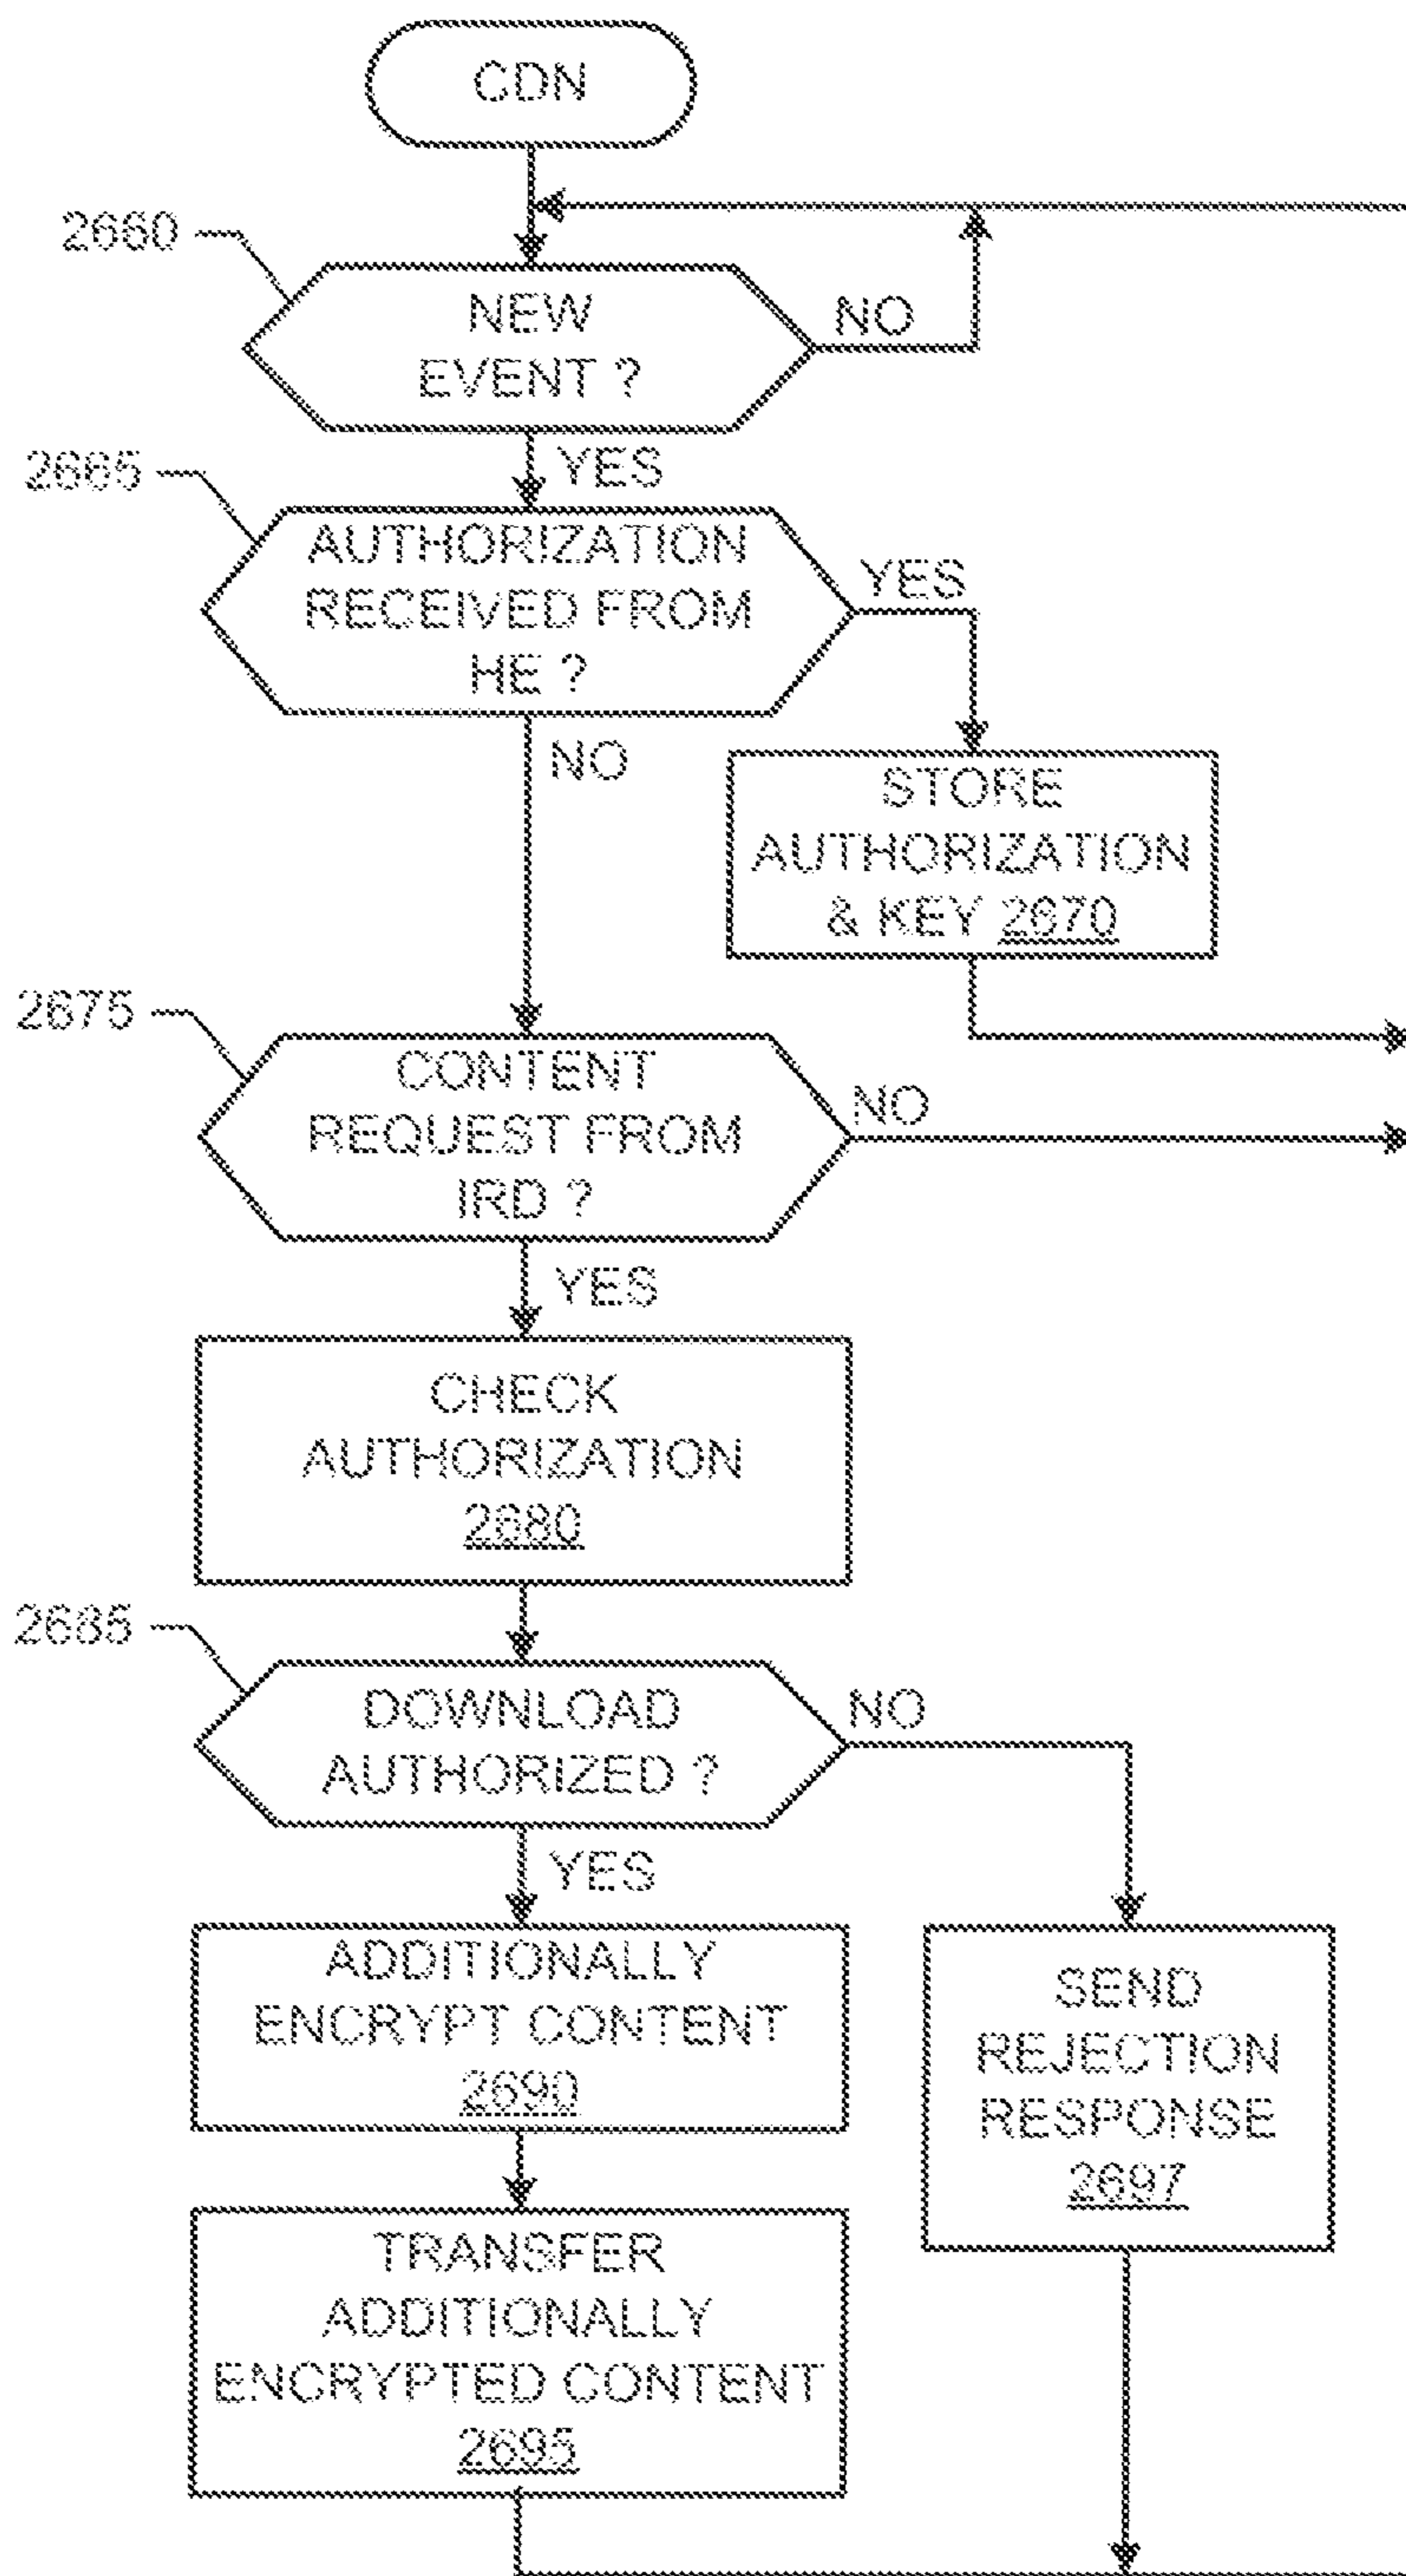 CDN
2660
NEW
EVENT ?
NO
YES
2665
AUTHORIZATION
RECEIVED FROM
HE ?
YES
NO
STORE
AUTHORIZATION
& KEY 2670
2675
CONTENT
REQUEST FROM
IRD ?
NO
YES
CHECK
AUTHORIZATION
2680
2685
DOWNLOAD
AUTHORIZED ?
NO
YES
ADDITIONALLY
ENCRYPT CONTENT
2690
SEND
REJECTION
RESPONSE
2697
TRANSFER
ADDITIONALLY
ENCRYPTED CONTENT
2695